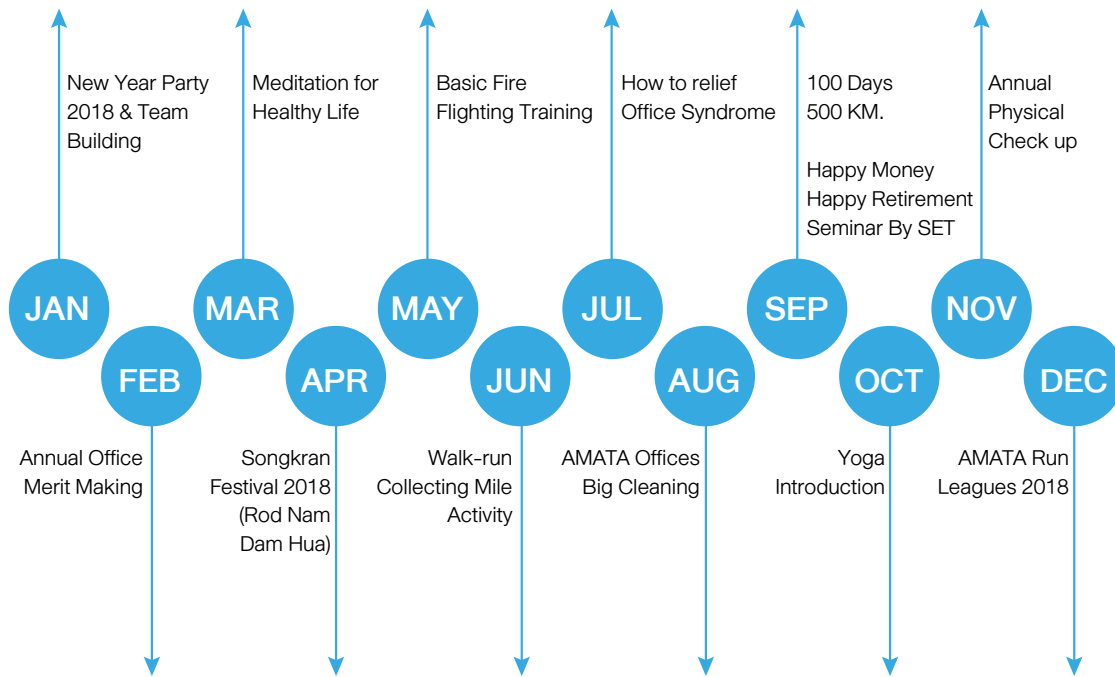 New Year Party
2018 & Team
Building
Meditation for
Healthy Life
Basic Fire
Flighting Training
How to relief
Office Syndrome
100 Days
500 KM.
Happy Money
Happy Retirement
Seminar By SET
Annual
Physical
Check up
JAN
MAR
MAY
JUL
SEP
NOV
FEB
APR
JUN
AUG
OCT
DEC
Annual Office
Merit Making
Songkran
Festival 2018
(Rod Nam
Dam Hua)
Walk-run
Collecting Mile
Activity
AMATA Offices
Big Cleaning
Yoga
Introduction
AMATA Run
Leagues 2018